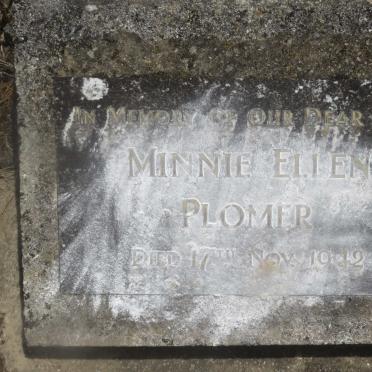 In Memory of Our Dear
Minnie Ellen
Plomer
Died 17th Nov. 1942